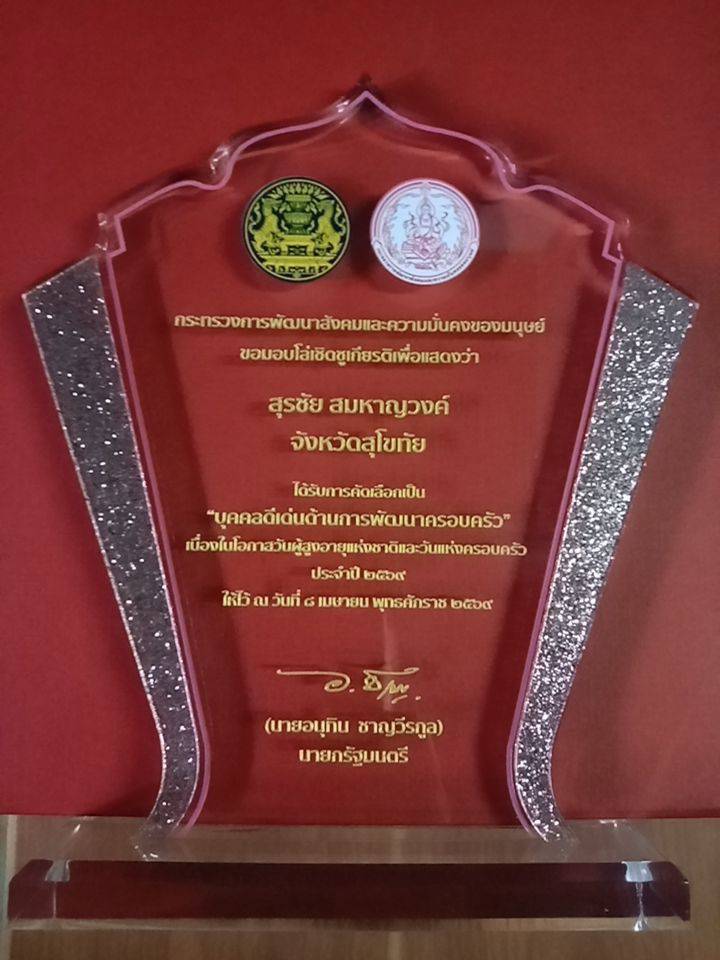 กระทรวงการพัฒนาสังคมและความมั่นคงของมนุษย์
ขอมอบโล่เชิดชูเกียรติเพื่อแสดงว่า
สุรชัย สมหาญวงค์
จังหวัดสุโขทัย
ได้รับการคัดเลือกเป็น
“บุคคลดีเด่นด้านการพัฒนาครอบครัว”
เนื่องในโอกาสวันผู้สูงอายุแห่งชาติและวันแห่งครอบครัว
ประจำปี ๒๕๖๙
ให้ไว้ ณ วันที่ ๘ เมษายน พุทธศักราช ๒๕๖๙
(นายอนุทิน ชาญวีรกูล)
นายกรัฐมนตรี